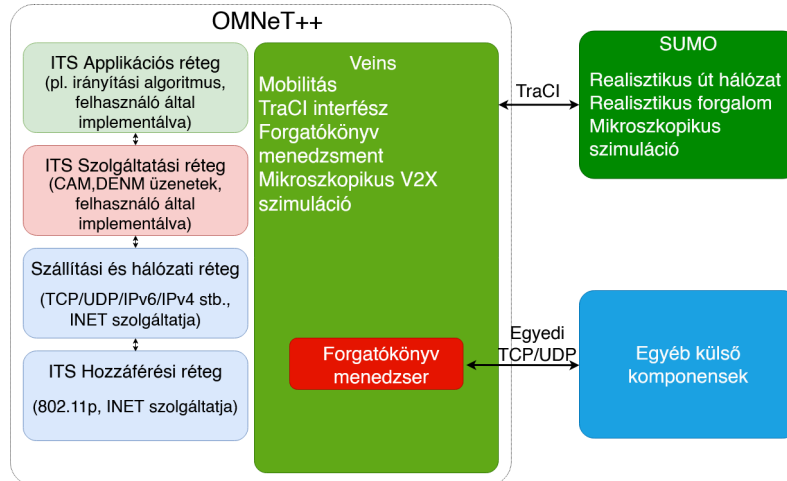 OMNeT++
ITS Applikációs réteg
(pl. irányítási algoritmus,
felhasználó által
implementálva)
ITS Szolgáltatási réteg
(CAM,DENM üzenetek,
felhasználó által
implementálva)
Szállítási és hálózati réteg
(TCP/UDP/IPv6/IPv4 stb.,
INET szolgáltatja)
ITS Hozzáférési réteg
(802.11p, INET szolgáltatja)
Veins
Mobilitás
TraCI interfész
Forgatókönyv
menedzsment
Mikroszkopikus V2X
szimuláció
Forgatókönyv
menedzser
TraCI
Egyedi
TCP/UDP
SUMO
Realisztikus út hálózat
Realisztikus forgalom
Mikroszkopikus
szimuláció
Egyéb külső
komponensek